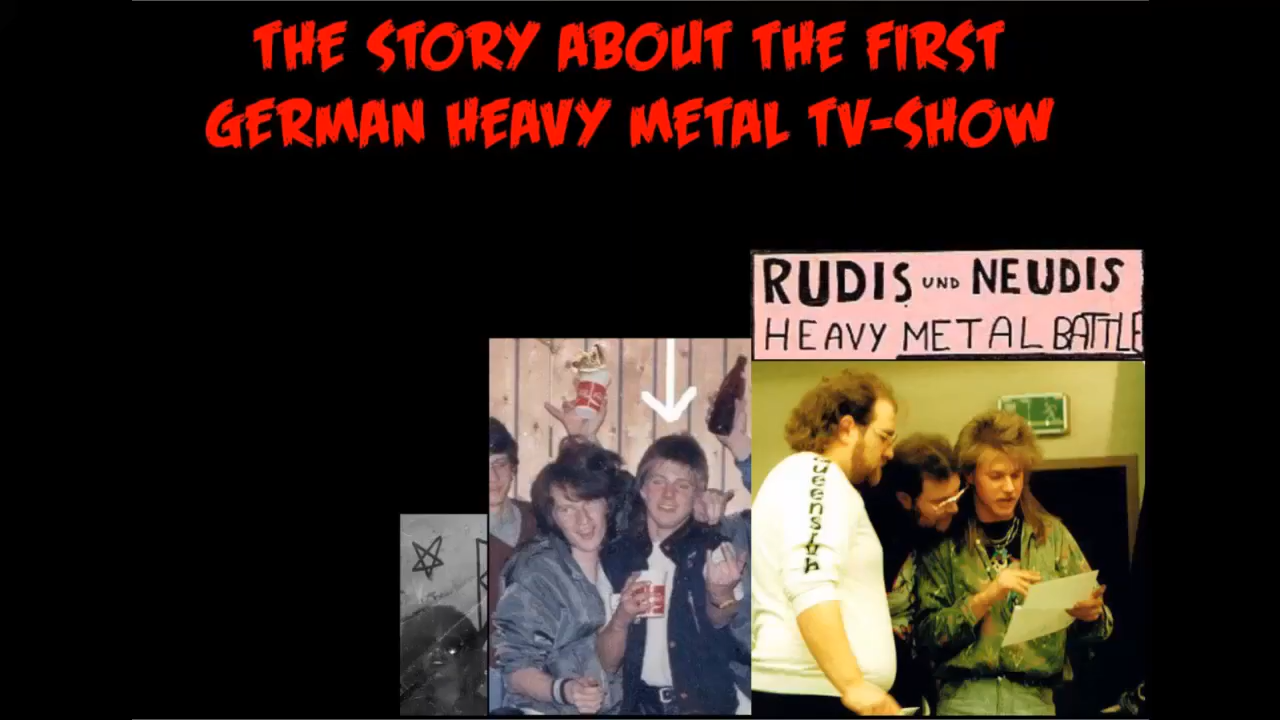 THE STORY ABOUT THE FIRST
GERMAN HEAVY METAL TV-SHOW
RUDIS UND NEUDIS
HEAVY METAL BATTLE